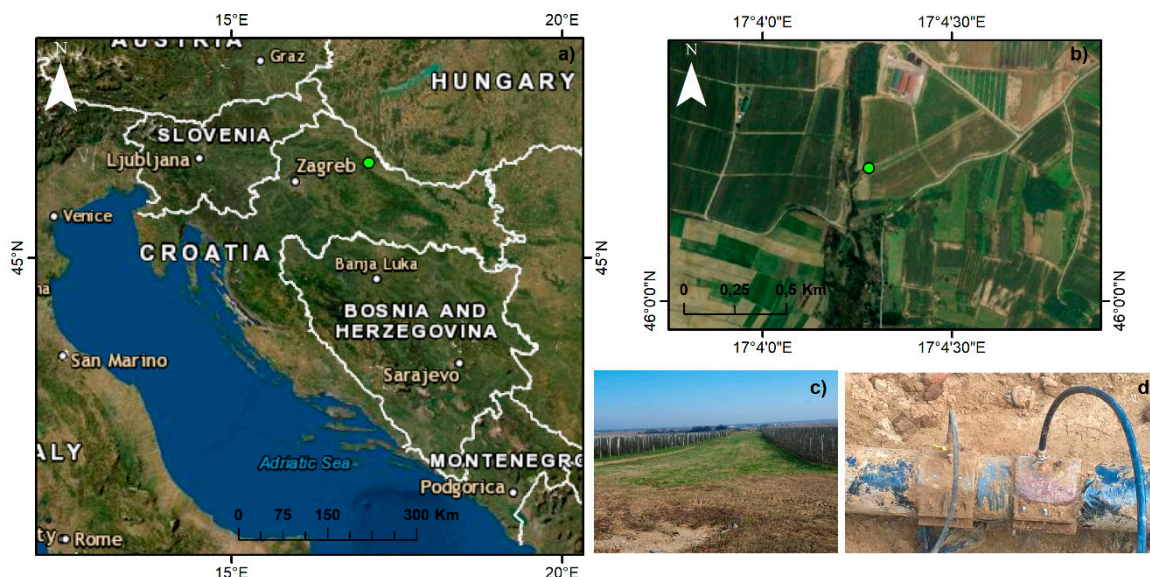 15°E
20°E
AUSTRIA
a)
N
Graz
HUNGARY
SLOVENIA
Ljubljana
Zagreb
Venice
CROATIA
45°N
45°N
Banja Luka
BOSNIA AND
HERZEGOVINA
San Marino
Sarajevo
ALY
Adriatic Sea
MONTENEGRO
Podgorica
0 75 150 300 Km
ty
Rome
15°E
20°E
17°4'0"E
17°4'30"E
b)
N
0 0,25 0,5 Km
46°0'0"N
46°0'0"N
17°4'0"E
17°4'30"E
c)
d